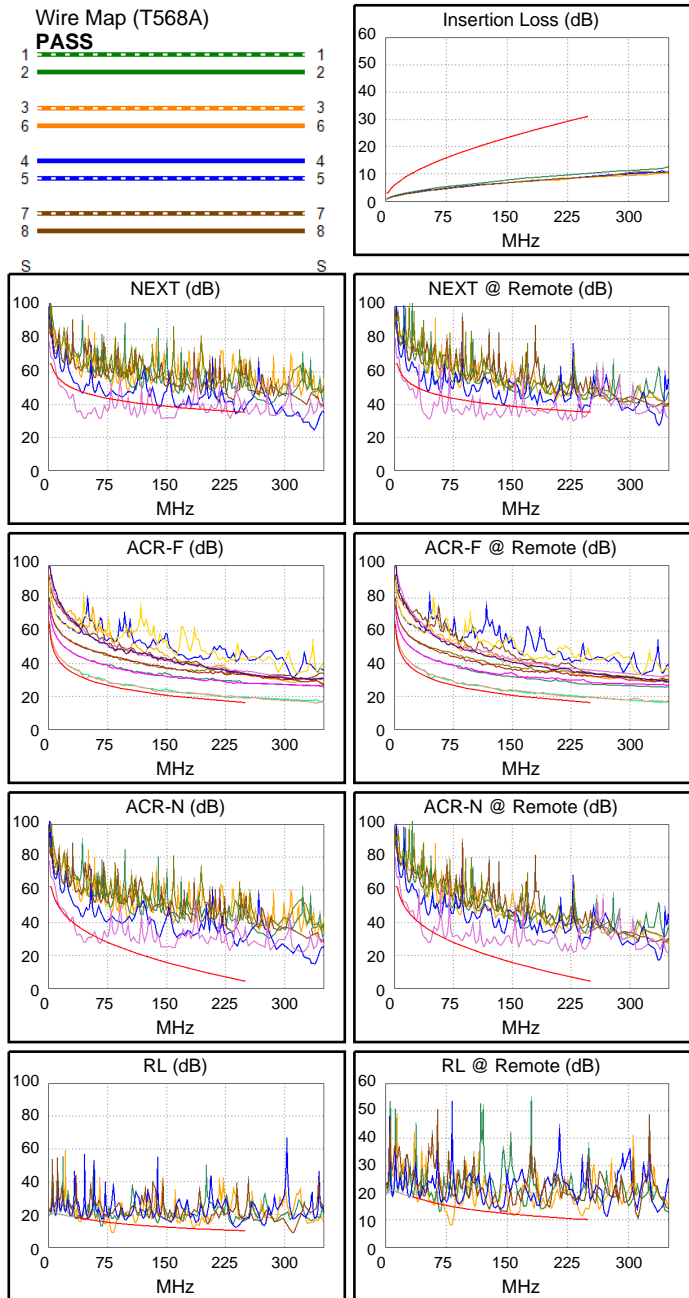 Wire Map (T568A)
PASS
1 1
2 2
3 3
6 6
4 4
5 5
7 7
8 8
S S
Insertion Loss (dB)
60
50
40
30
20
10
0
0 75 150 225 300
MHz
NEXT (dB)
100
80
60
40
20
0
0 75 150 225 300
MHz
NEXT @ Remote (dB)
100
80
60
40
20
0
0 75 150 225 300
MHz
ACR-F (dB)
100
80
60
40
20
0
0 75 150 225 300
MHz
ACR-F @ Remote (dB)
100
80
60
40
20
0
0 75 150 225 300
MHz
ACR-N (dB)
100
80
60
40
20
0
0 75 150 225 300
MHz
ACR-N @ Remote (dB)
100
80
60
40
20
0
0 75 150 225 300
MHz
RL (dB)
100
80
60
40
20
0
0 75 150 225 300
MHz
RL @ Remote (dB)
60
50
40
30
20
10
0
0 75 150 225 300
MHz